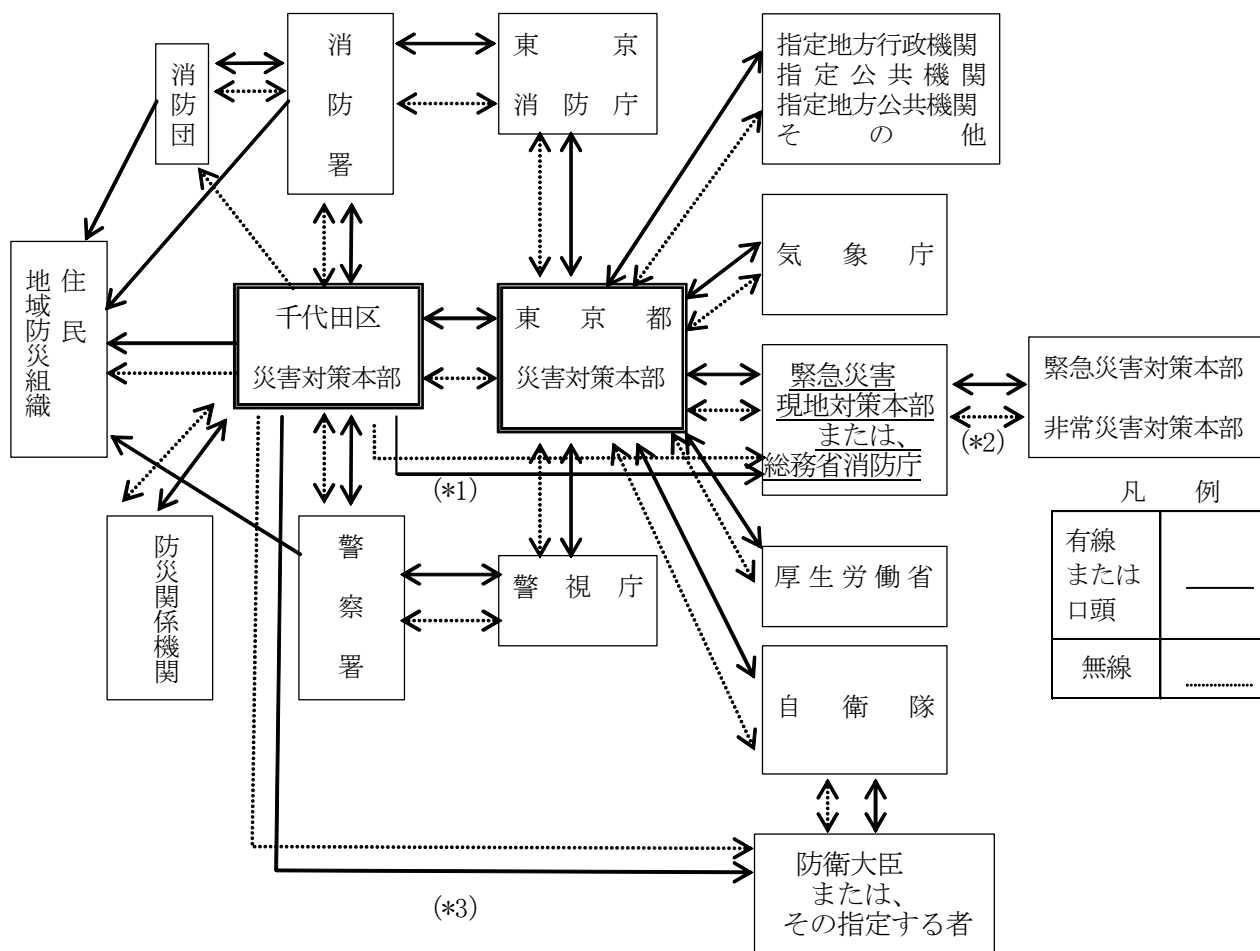 消防団
消防署
東京
消防庁
指定地方行政機関
指定公共機関
指定地方公共機関
その他
気象庁
住民
地域防災組織
千代田区
災害対策本部
東京都
災害対策本部
緊急災害
現地対策本部
または、
総務省消防庁
緊急災害対策本部
非常災害対策本部
(*2)
(*1)
凡例
有線
または
口頭
無線
防災関係機関
警察署
警視庁
厚生労働省
自衛隊
防衛大臣
または、
その指定する者
(*3)